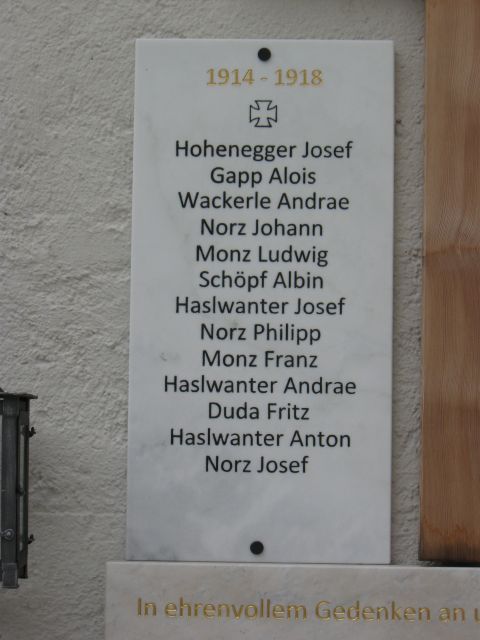 1914 - 1918
Hohenegger Josef
Gapp Alois
Wackerle Andrae
Norz Johann
Monz Ludwig
Schöpf Albin
Haslwanter Josef
Norz Philipp
Monz Franz
Haslwanter Andrae
Duda Fritz
Haslwanter Anton
Norz Josef
In ehrenvollem Gedenken an